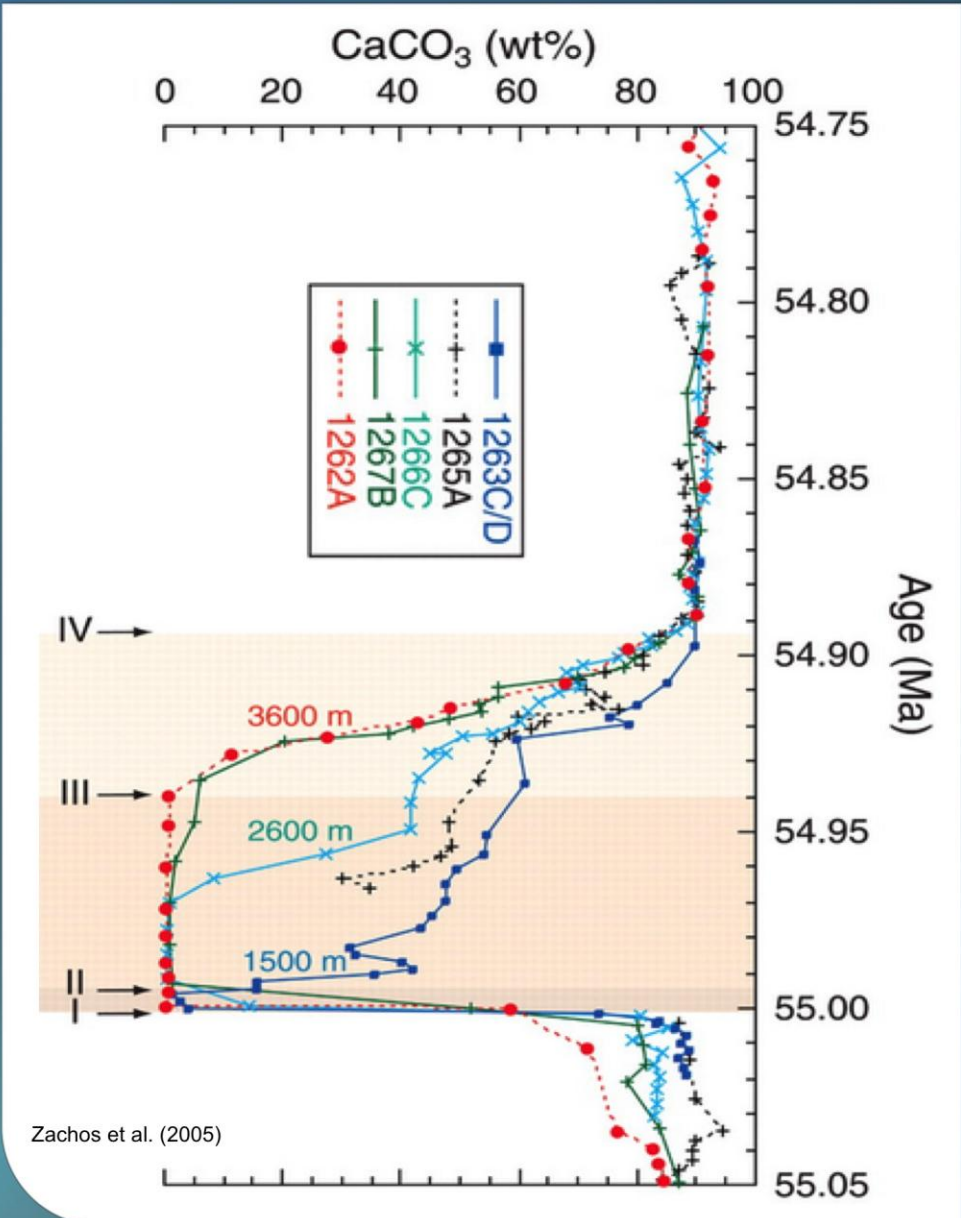 CaCO₃ (wt%)
0 20 40 60 80 100
54.75
54.80
54.85
54.90
54.95
55.00
55.05
Age (Ma)
1263C/D
1265A
1266C
1267B
1262A
IV
III
II
I
3600 m
2600 m
1500 m
Zachos et al. (2005)